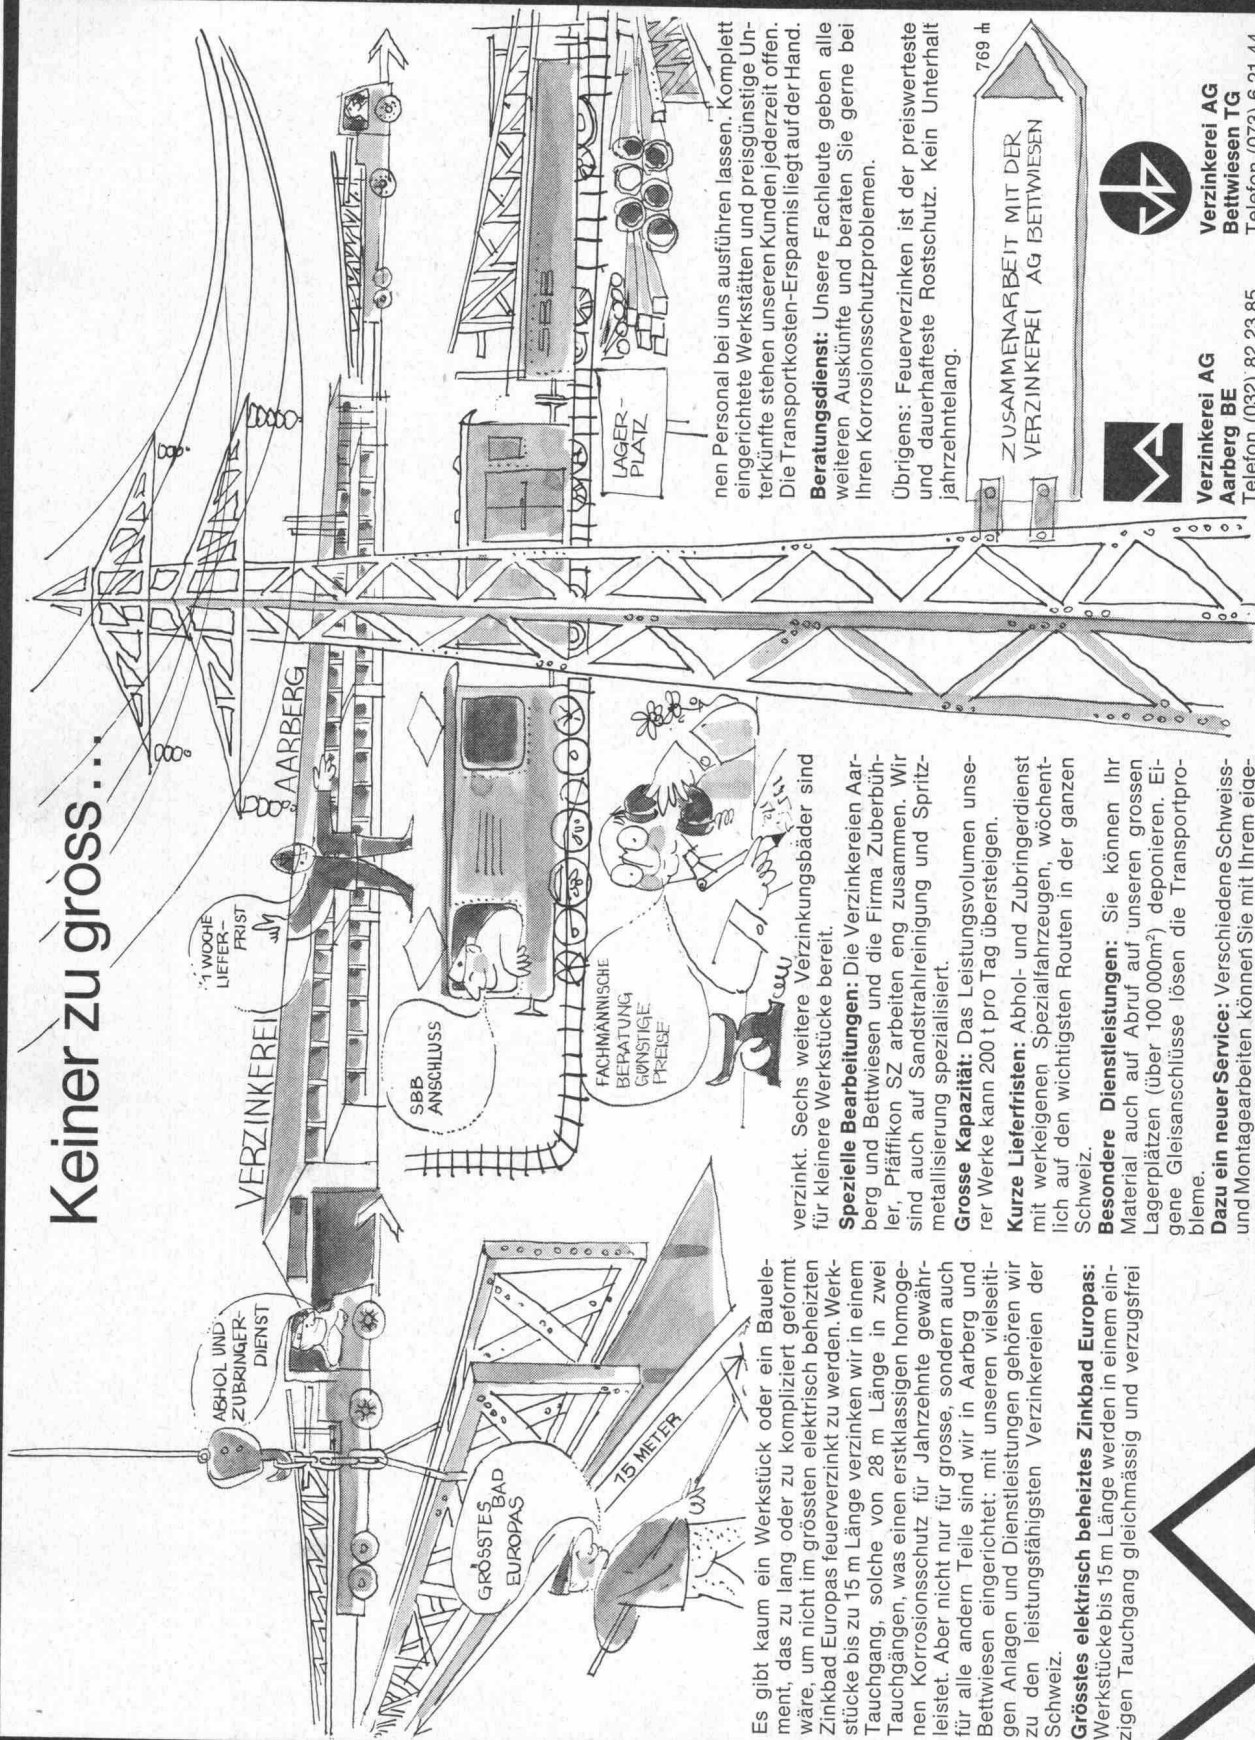 Keiner zu gross...
ABHOL UND
ZUBRINGER-
DIENST
VERZINKEREI AARBERG
1 WOCHE
LIEFER-
FRIST
SBB
ANSCHLUSS
GRÖSSTES
BAD
EUROPAS
15 METER
FACHMÄNNISCHE
BERATUNG
GÜNSTIGE
PREISE
SBB
LAGER-
PLATZ
Es gibt kaum ein Werkstück oder ein Bauele-
ment, das zu lang oder zu kompliziert geformt
wäre, um nicht im grössten elektrisch beheizten
Zinkbad Europas feuerverzinkt zu werden. Werk-
stücke bis zu 15 m Länge verzinken wir in einem
Tauchgang, solche von 28 m Länge in zwei
Tauchgängen, was einen erstklassigen homoge-
nen Korrosionsschutz für Jahrzehnte gewähr-
leistet. Aber nicht nur für grosse, sondern auch
für alle andern Teile sind wir in Aarberg und
Bettwiesen eingerichtet: mit unseren vielseiti-
gen Anlagen und Dienstleistungen gehören wir
zu den leistungsfähigsten Verzinkereien der
Schweiz.
Grösstes elektrisch beheiztes Zinkbad Europas:
Werkstücke bis 15 m Länge werden in einem ein-
zigen Tauchgang gleichmässig und verzugsfrei
verzinkt. Sechs weitere Verzinkungsbäder sind
für kleinere Werkstücke bereit.
Spezielle Bearbeitungen: Die Verzinkereien Aar-
berg und Bettwiesen und die Firma Zuberbüh-
ler, Pfäffikon SZ arbeiten eng zusammen. Wir
sind auch auf Sandstrahlreinigung und Spritz-
metallisierung spezialisiert.
Grosse Kapazität: Das Leistungsvolumen unse-
rer Werke kann 200 t pro Tag übersteigen.
Kurze Lieferfristen: Abhol- und Zubringerdienst
mit werkeigenen Spezialfahrzeugen, wöchent-
lich auf den wichtigsten Routen in der ganzen
Schweiz.
Besondere Dienstleistungen: Sie können Ihr
Material auch auf Abruf auf unseren grossen
Lagerplätzen (über 100 000 m²) deponieren. Ei-
gene Gleisanschlüsse lösen die Transportpro-
bleme.
Dazu ein neuer Service: Verschiedene Schweiss-
und Montagearbeiten können Sie mit Ihrem eige-
nen Personal bei uns ausführen lassen. Komplett
eingerichtete Werkstätten und preisgünstige Un-
terkünfte stehen unseren Kunden jederzeit offen.
Die Transportkosten-Ersparnis liegt auf der Hand.
Beratungsdienst: Unsere Fachleute geben alle
weiteren Auskünfte und beraten Sie gerne bei
Ihren Korrosionsschutzproblemen.
Übrigens: Feuerverzinken ist der preiswerteste
und dauerhafteste Rostschutz. Kein Unterhalt
jahrzehntelang.
769
ZUSAMMENARBEIT MIT DER
VERZINKEREI AG BETTWIESEN
Verzinkerei AG
Aarberg BE
Telefon (032) 82 23 85
Verzinkerei AG
Bettwiesen TG
Telefon (073) 6 21 44